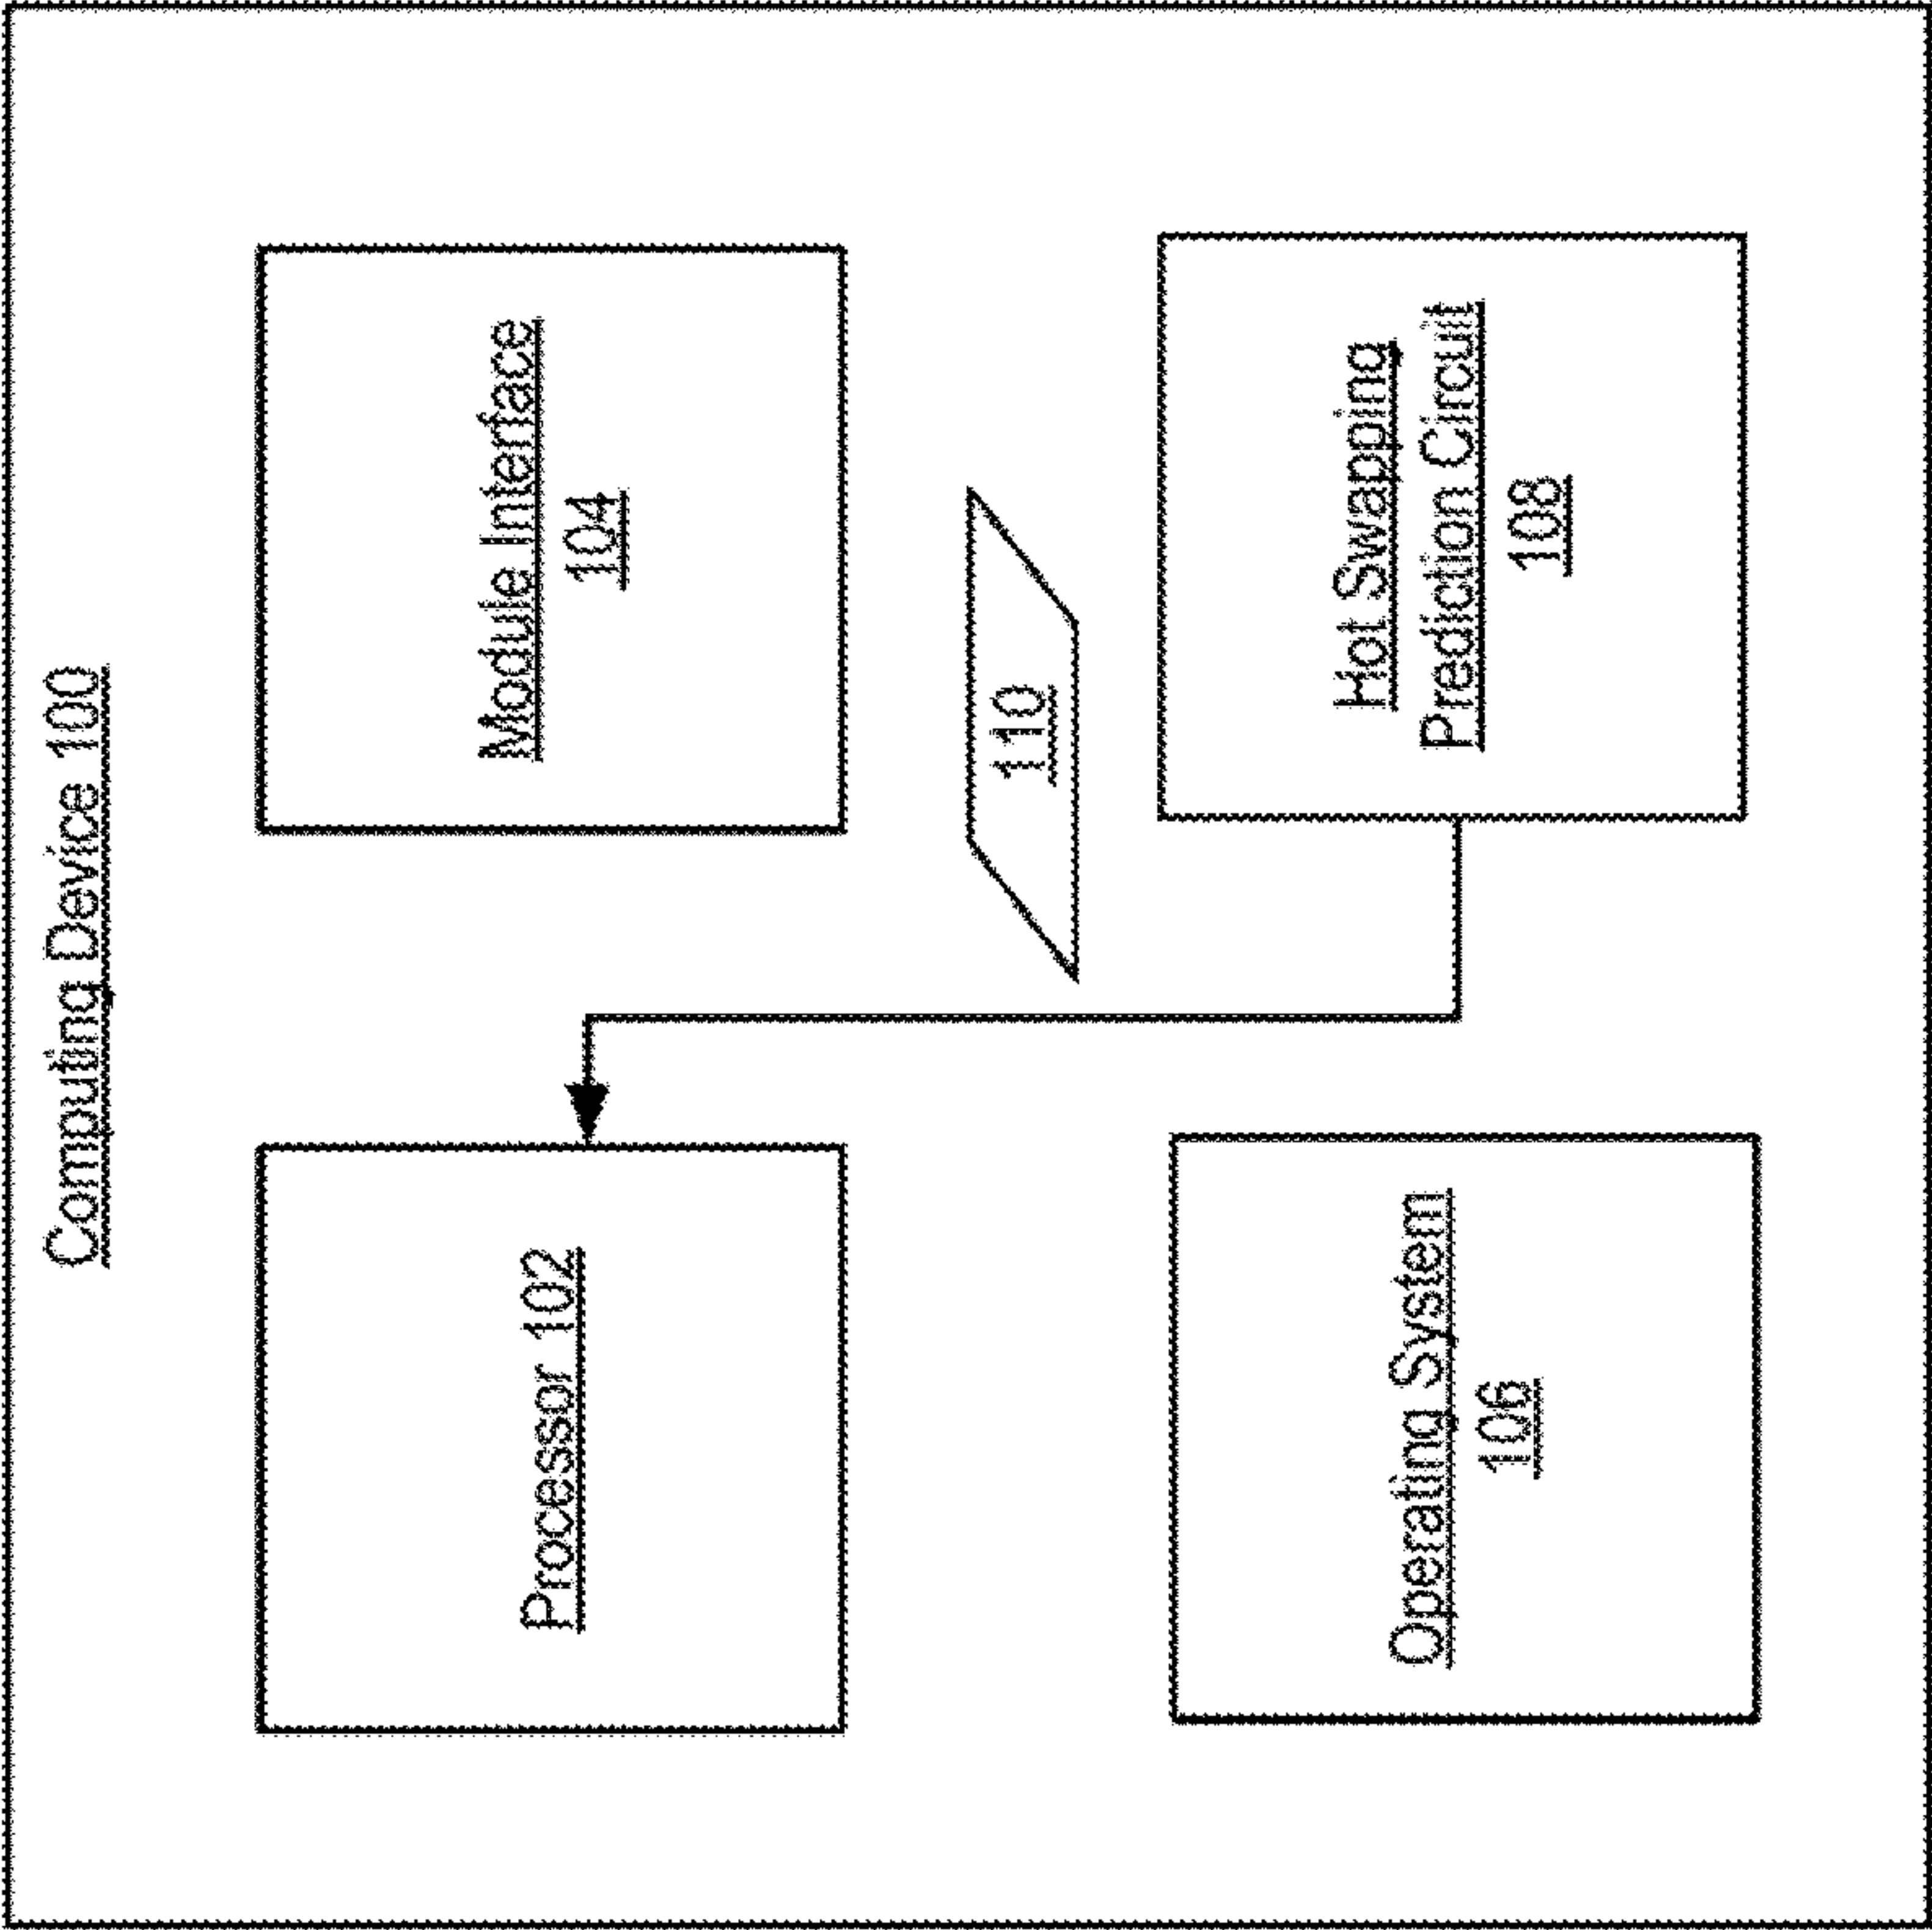 Computing Device 100
Processor 102
Module Interface
104
110
Operating System
106
Hot Swapping
Prediction Circuit
108